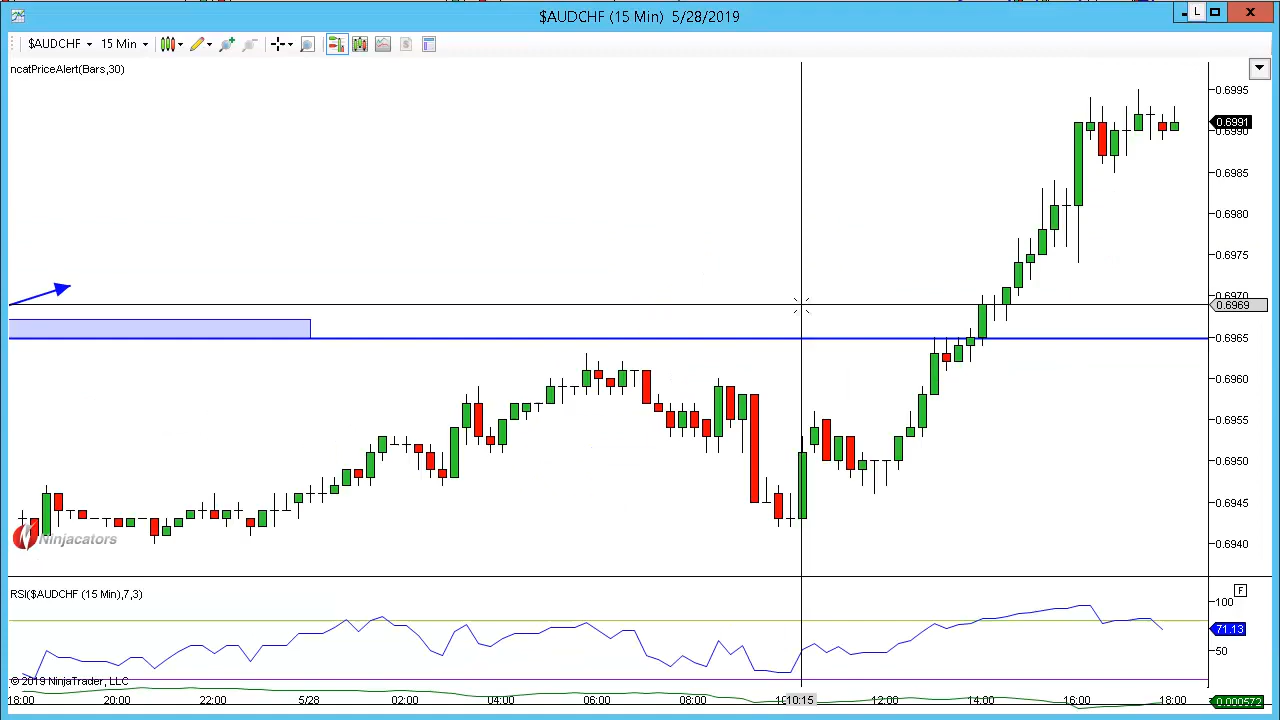 $AUDCHF (15 Min) 5/28/2019
L
$AUDCHF 15 Min
ncatPriceAlert(Bars,30)
0.6995
0.6991
0.6990
0.6985
0.6980
0.6975
0.6970
0.6969
0.6965
0.6960
0.6955
0.6950
0.6945
0.6940
Ninjacators
RSI($AUDCHF (15 Min),7,3)
F
100
71.13
50
© 2019 NinjaTrader, LLC
18:00 20:00 22:00 5/28 02:00 04:00 06:00 08:00 10:15 12:00 14:00 16:00 18:00
0.000572